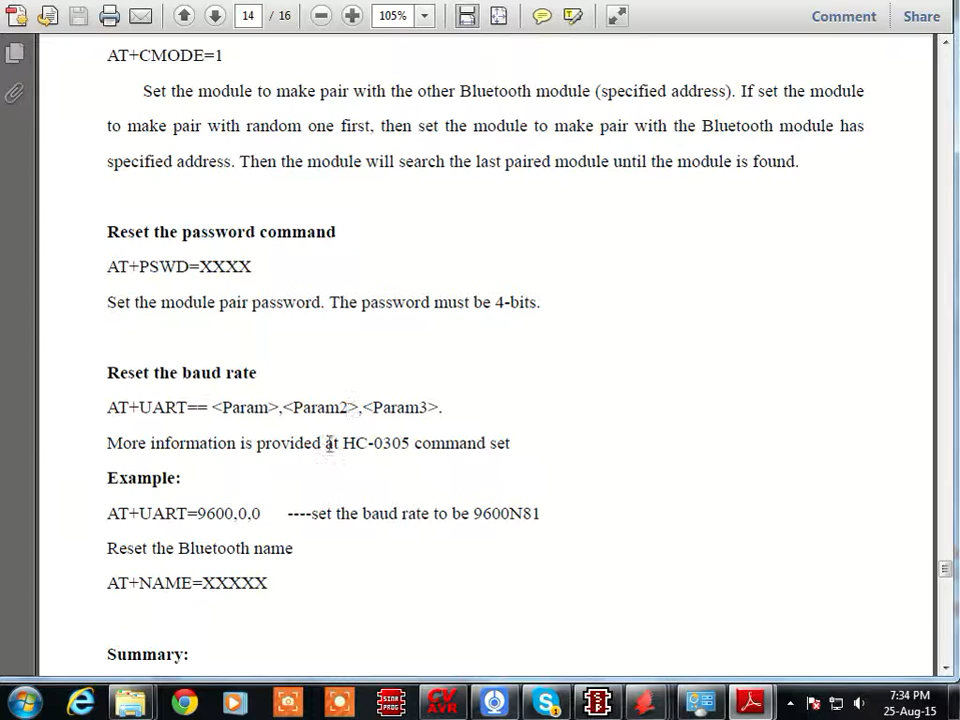 14 / 16
105%
Comment
Share
AT+CMODE=1
Set the module to make pair with the other Bluetooth module (specified address). If set the module
to make pair with random one first, then set the module to make pair with the Bluetooth module has
specified address. Then the module will search the last paired module until the module is found.
Reset the password command
AT+PSWD=XXXX
Set the module pair password. The password must be 4-bits.
Reset the baud rate
AT+UART== <Param>,<Param2>,<Param3>.
More information is provided at HC-0305 command set
Example:
AT+UART=9600,0,0 ----set the baud rate to be 9600N81
Reset the Bluetooth name
AT+NAME=XXXXX
Summary:
SINA
PROG
CV
AVR
7:34 PM
25-Aug-15